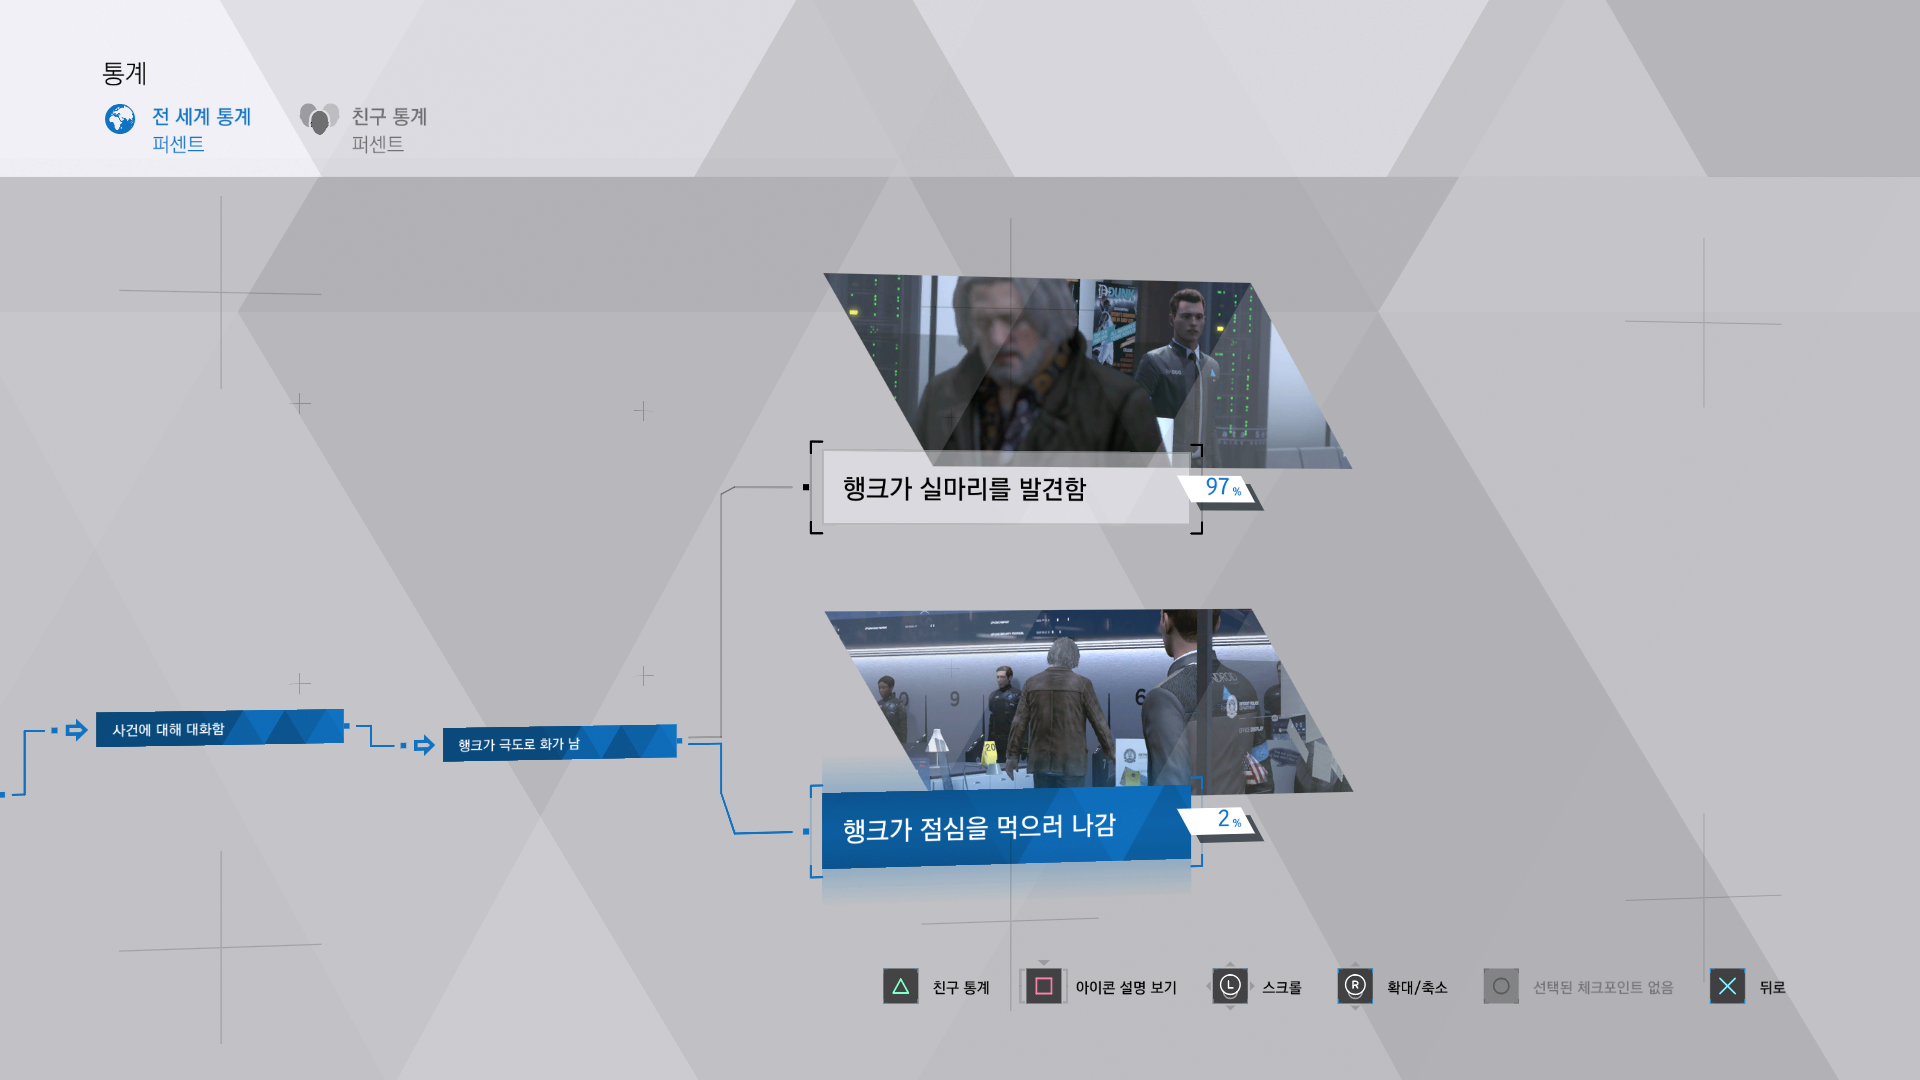 통계
전 세계 통계
퍼센트
친구 통계
퍼센트
DUNK
행크가 실마리를 발견함
97 %
9
6
20
사건에 대해 대화함
행크가 극도로 화가 남
행크가 점심을 먹으러 나감
2 %
친구 통계
아이콘 설명 보기
L
스크롤
R
확대/축소
선택된 체크포인트 없음
뒤로